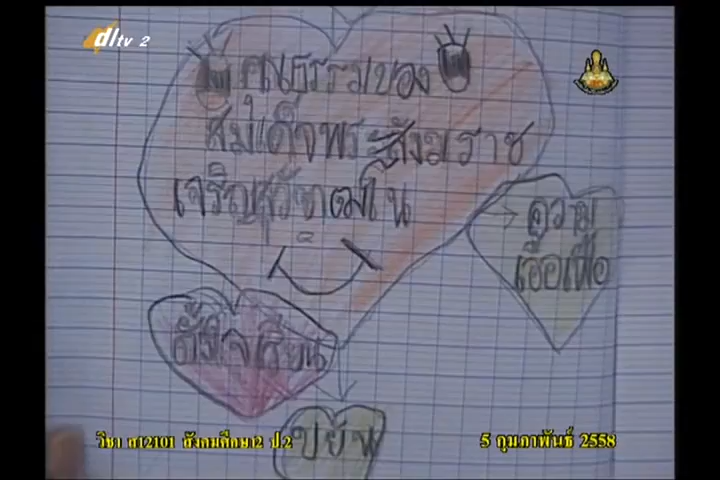 dltv 2
คุณธรรมของ
สมเด็จพระสังฆราช
เจริญสุวัฑฒโน
ความ
เอื้อเฟื้อ
ตั้งใจเรียน
ขยัน
วิชา ส12101 สังคมศึกษา2 ป.2
5 กุมภาพันธ์ 2558